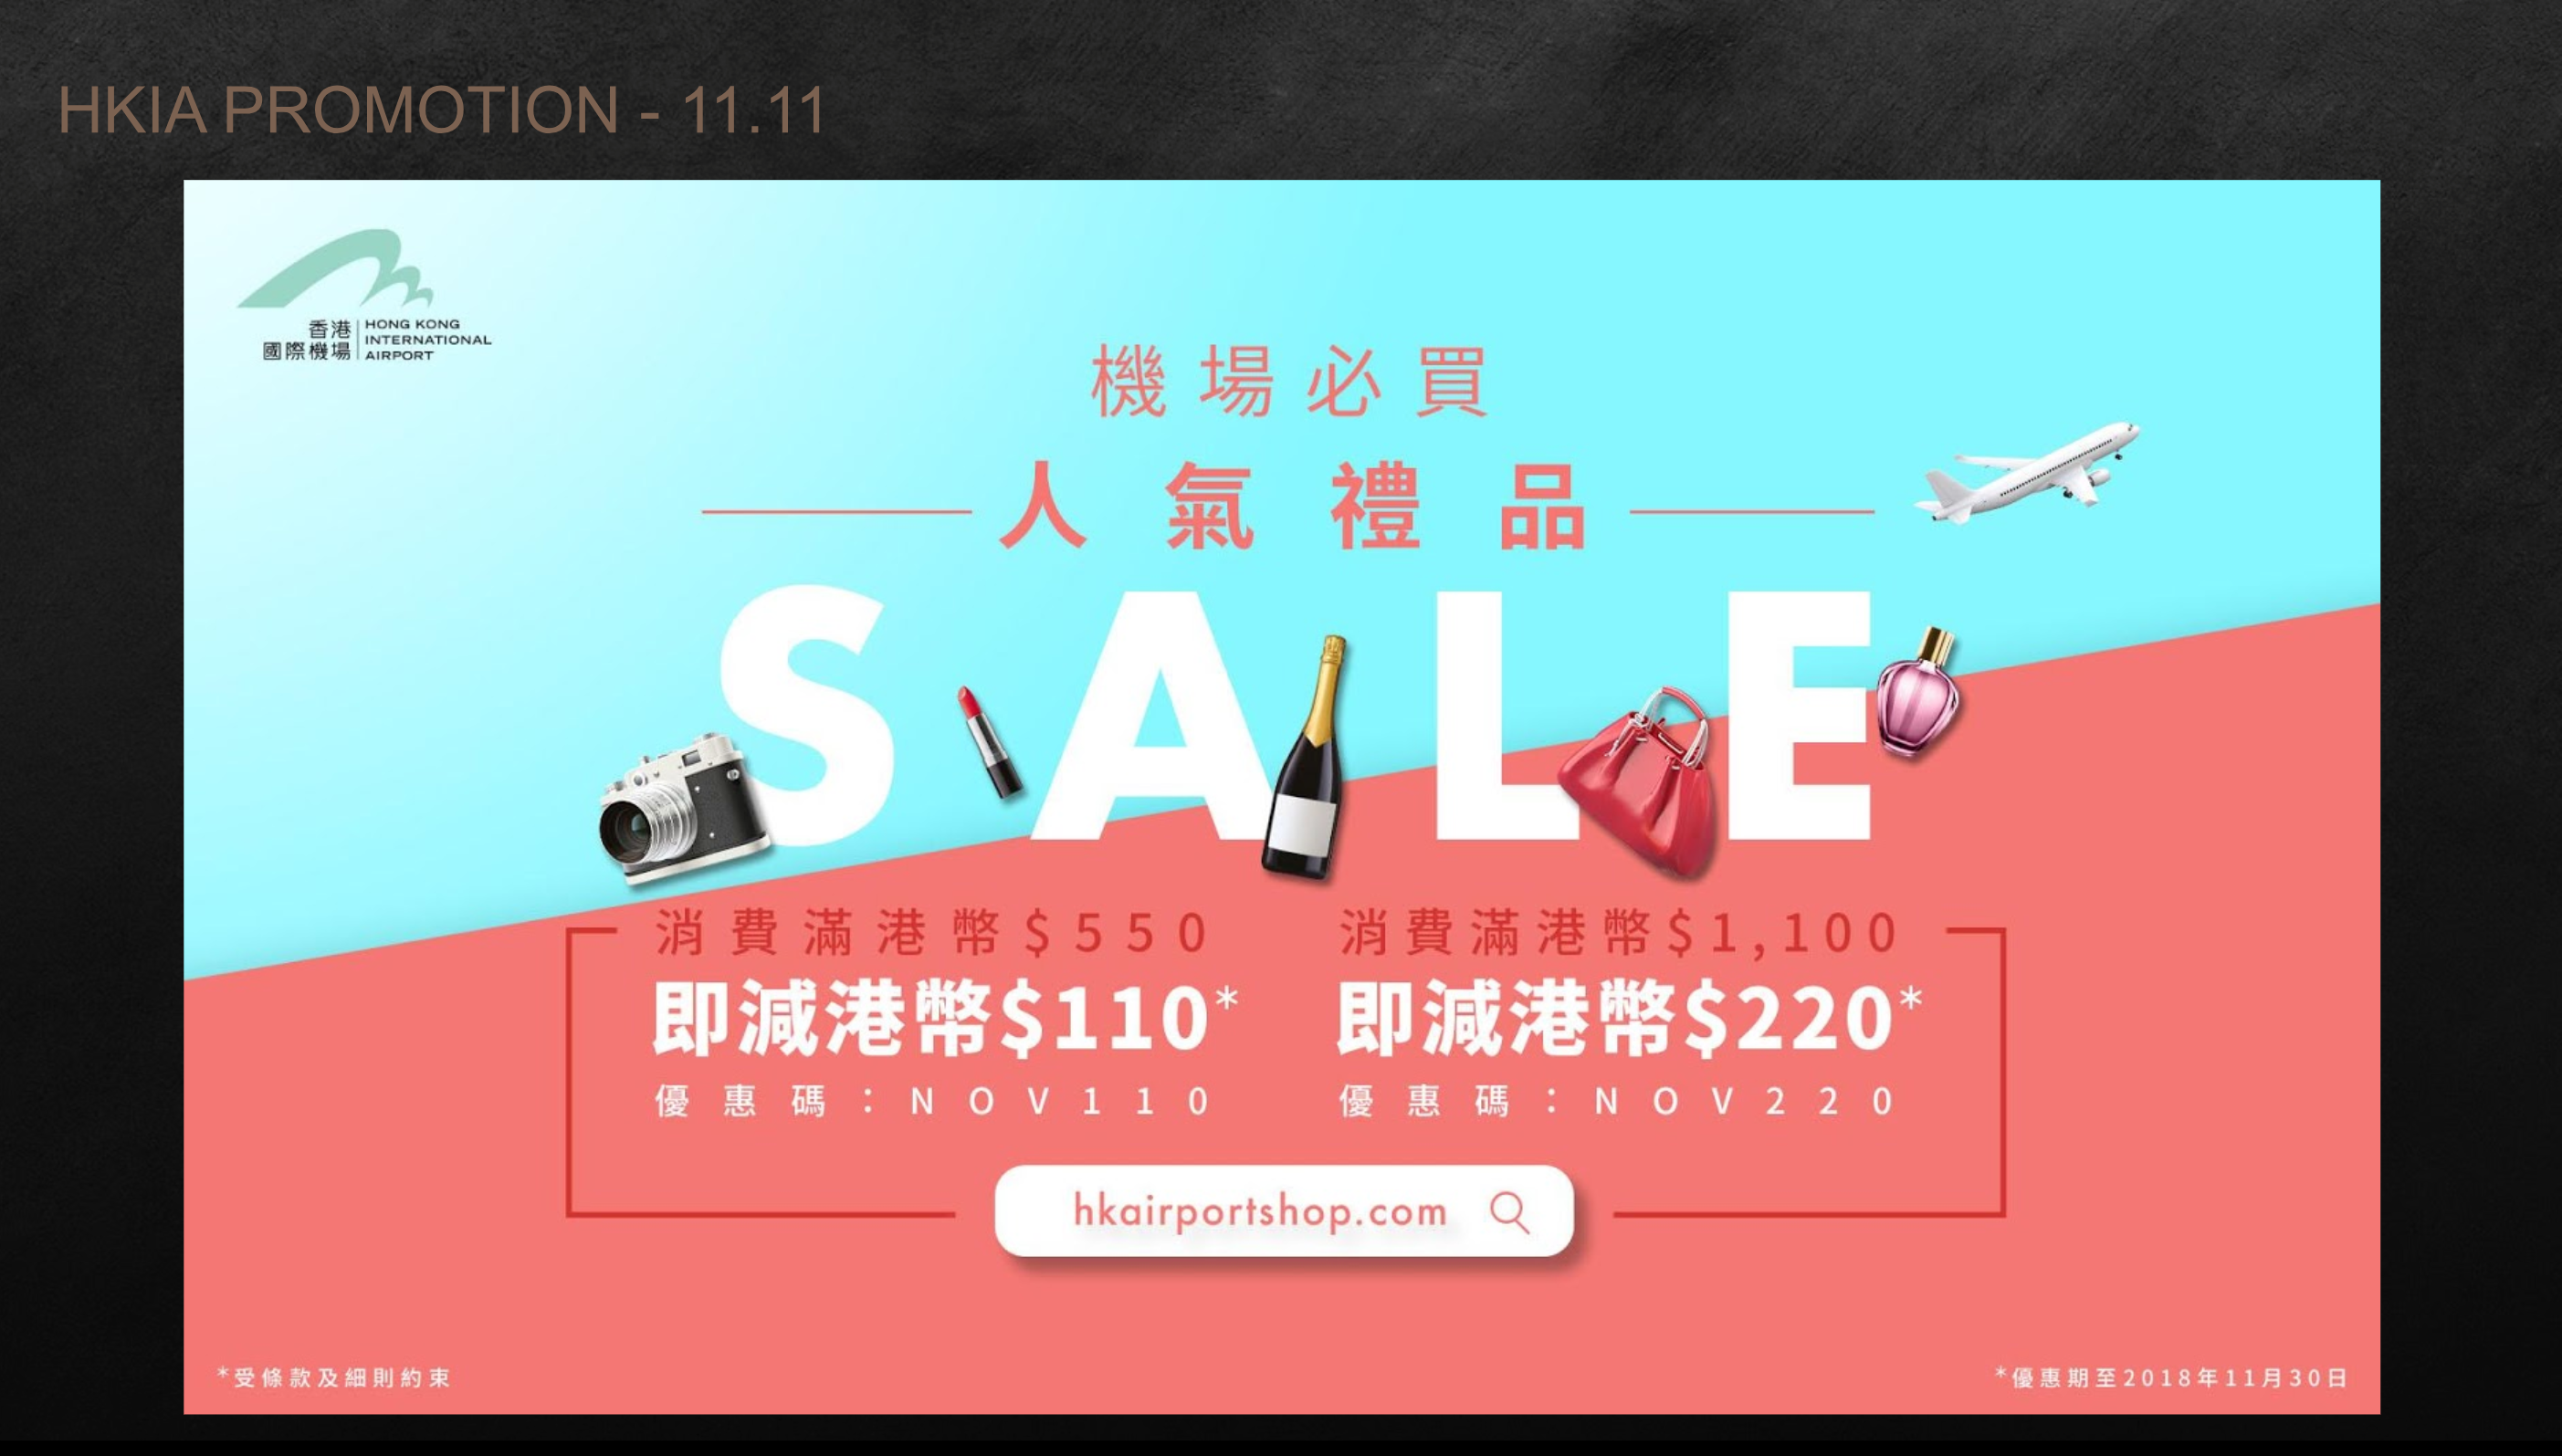 HKIA PROMOTION - 11.11
香港
國際機場
HONG KONG
INTERNATIONAL
AIRPORT
機場必買
人氣禮品
SALE
消費滿港幣$550
即減港幣$110*
優惠碼：NOV110
消費滿港幣$1,100
即減港幣$220*
優惠碼：NOV220
hkairportshop.com
*受條款及細則約束
*優惠期至2018年11月30日